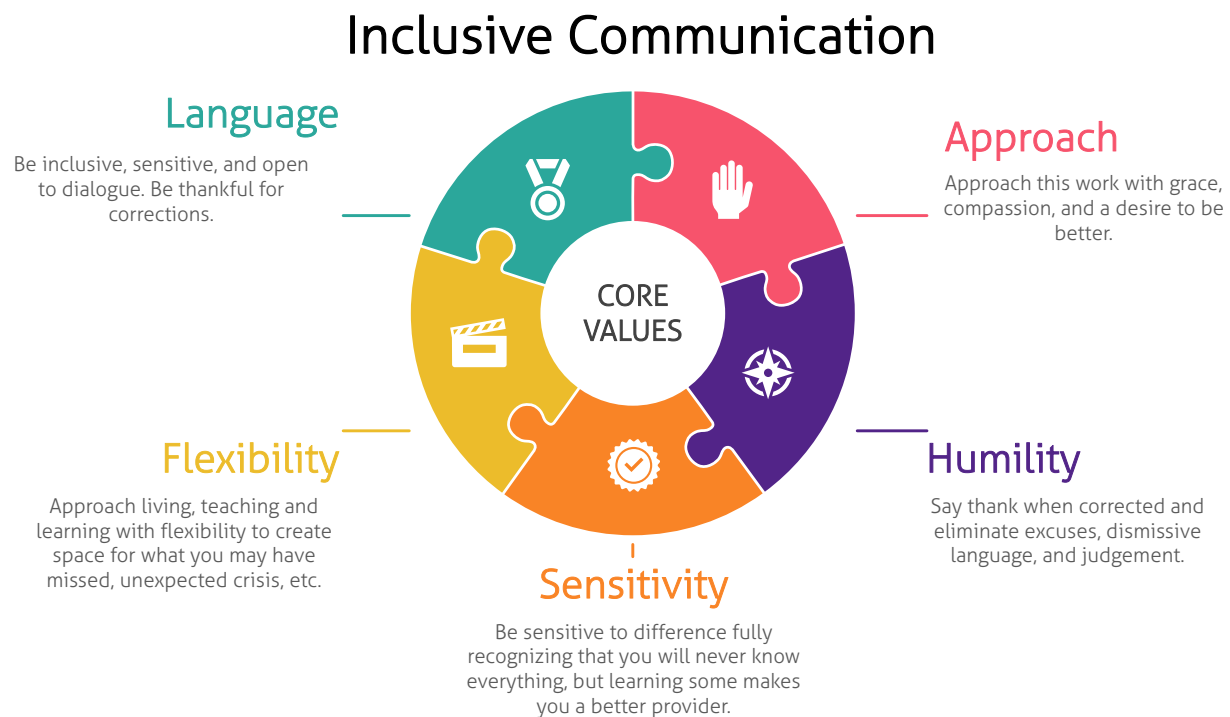 Inclusive Communication
Language
Be inclusive, sensitive, and open
to dialogue. Be thankful for
corrections.
Approach
Approach this work with grace,
compassion, and a desire to be
better.
CORE
VALUES
Flexibility
Approach living, teaching and
learning with flexibility to create
space for what you may have
missed, unexpected crisis, etc.
Humility
Say thank when corrected and
eliminate excuses, dismissive
language, and judgement.
Sensitivity
Be sensitive to difference fully
recognizing that you will never know
everything, but learning some makes
you a better provider.